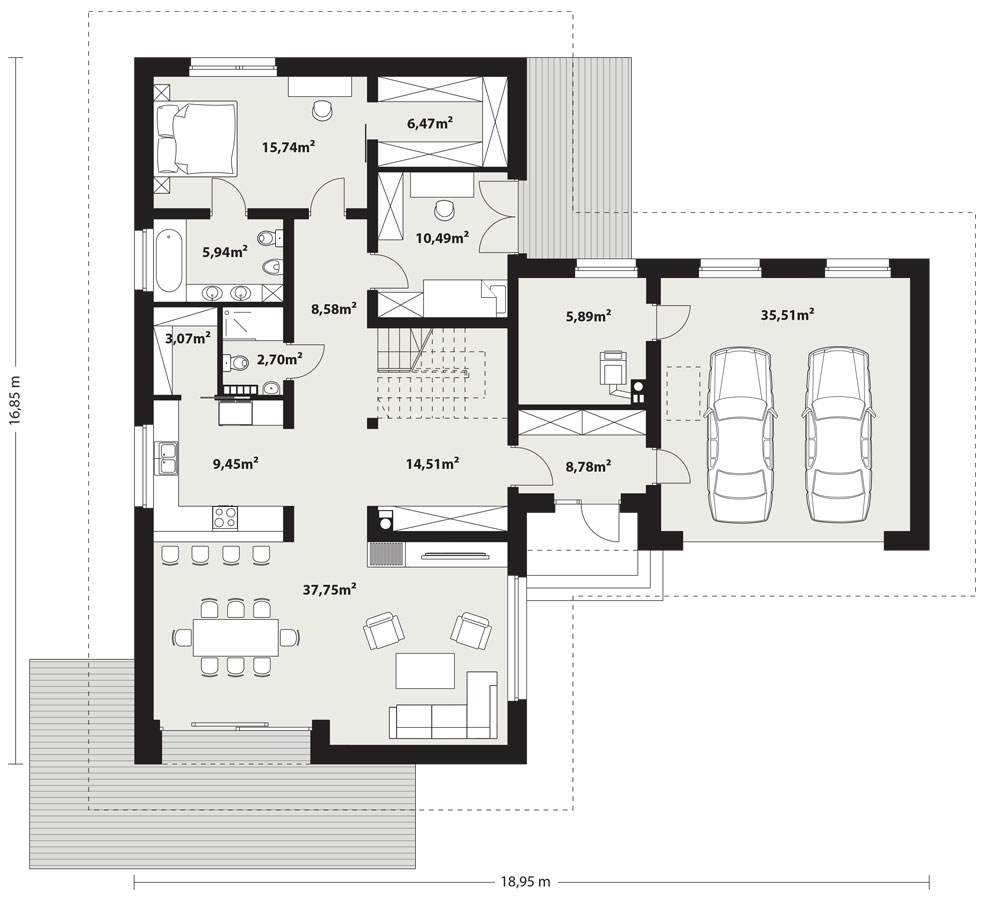 6,47m²
15,74m²
10,49m²
5,94m²
8,58m²
5,89m²
35,51m²
3,07m²
2,70m²
16,85 m
9,45m²
14,51m²
8,78m²
37,75m²
18,95 m